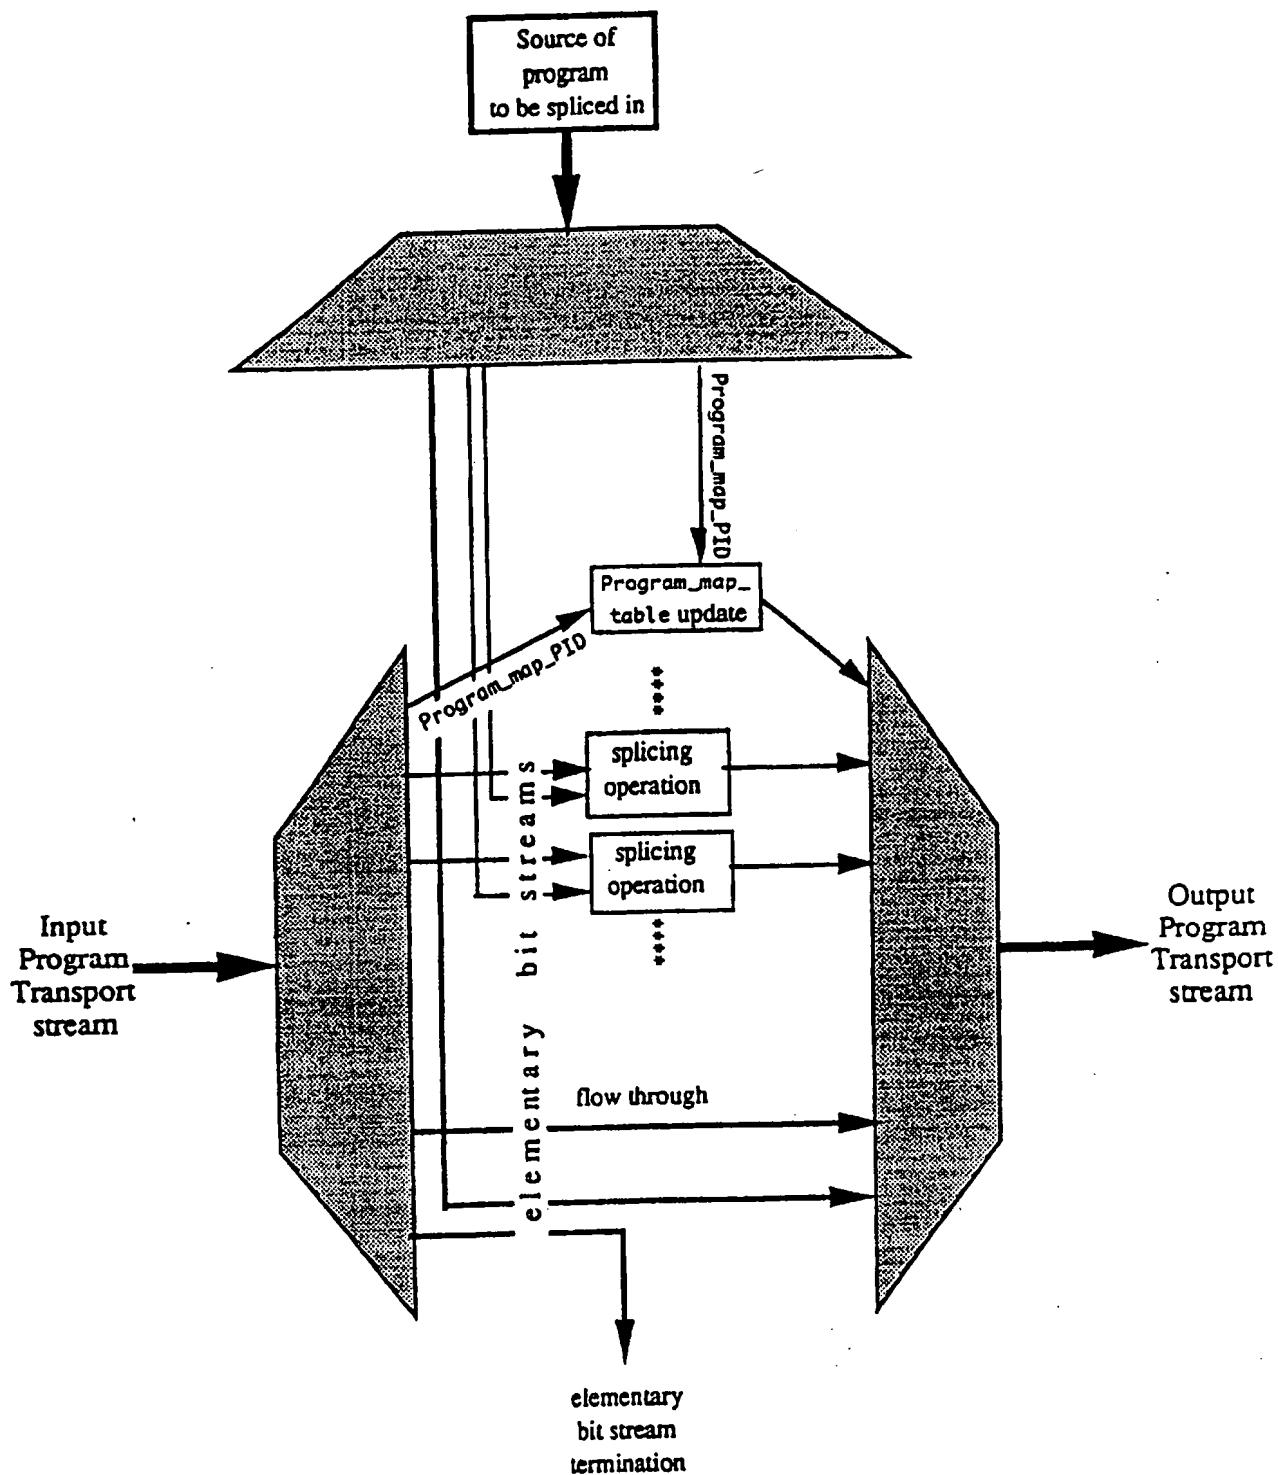 Source of
program
to be spliced in
Program_map_PID
Program_map_
table update
Program_map_PID
****
splicing
operation
splicing
operation
****
elementary bit streams
Input
Program
Transport
stream
Output
Program
Transport
stream
flow through
elementary
bit stream
termination